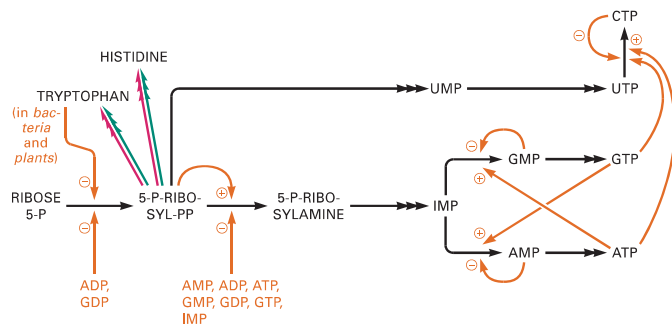 CTP
⊖
⊕
HISTIDINE
TRYPTOPHAN
(in bac-
teria
and
plants)
UMP
UTP
⊖
⊖
GMP
GTP
⊕
⊕
RIBOSE
5-P
5-P-RIBO-
SYL-PP
5-P-RIBO-
SYLAMINE
IMP
⊖
⊖
⊕
⊖
AMP
ATP
ADP,
GDP
AMP, ADP, ATP,
GMP, GDP, GTP,
IMP